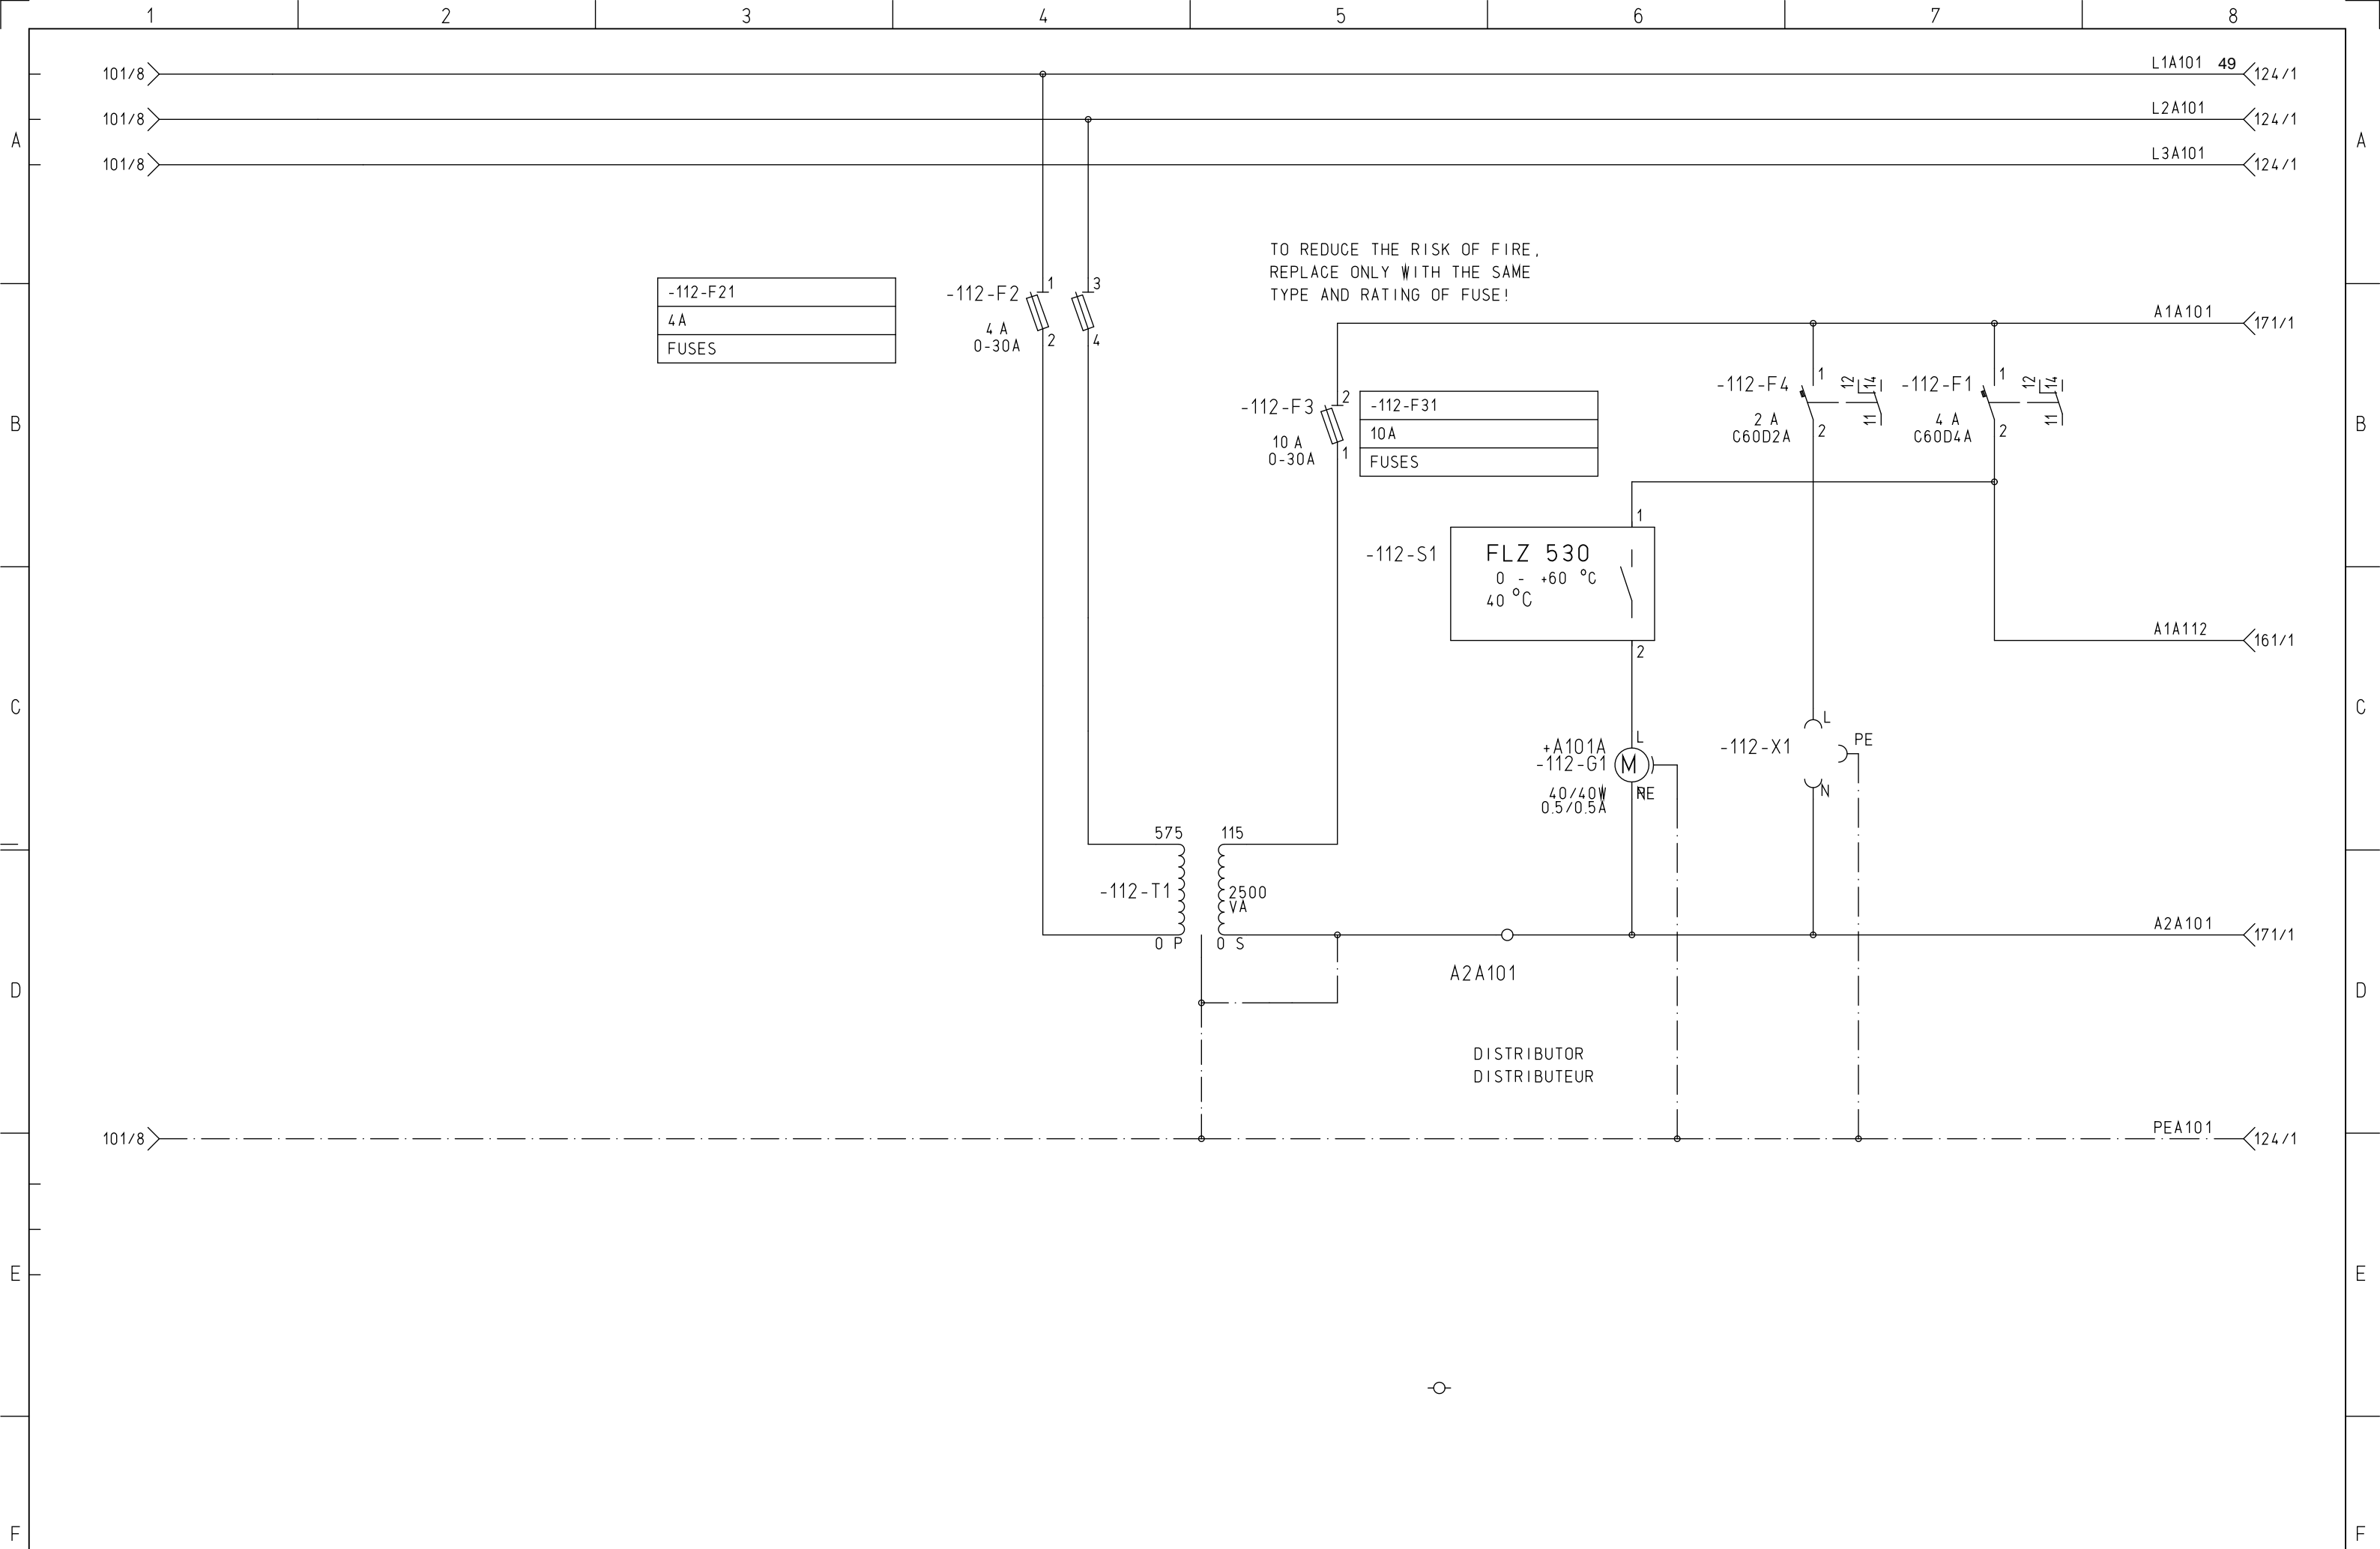 1 2 3 4 5 6 7 8
101/8 L1A101 49 124/1
101/8 L2A101 124/1
A A
101/8 L3A101 124/1
TO REDUCE THE RISK OF FIRE,
REPLACE ONLY WITH THE SAME
TYPE AND RATING OF FUSE!
-112-F21
4A
FUSES
-112-F2
4 A
0-30A
1
2
3
4
A1A101 171/1
-112-F3
10 A
0-30A
2
1
-112-F31
10A
FUSES
-112-F4
2 A
C60D2A
1
2
12
14
11
-112-F1
4 A
C60D4A
1
2
12
14
11
B B
1
-112-S1
FLZ 530
0 - +60 °C
40 °C
2
A1A112 161/1
C C
+A101A
-112-G1
40/40W
0.5/0.5A
L
M
PE
-112-X1
L
PE
N
575 115
-112-T1
2500
VA
0 P 0 S
A2A101 171/1
A2A101
D D
DISTRIBUTOR
DISTRIBUTEUR
101/8 PEA101 124/1
E E
F F